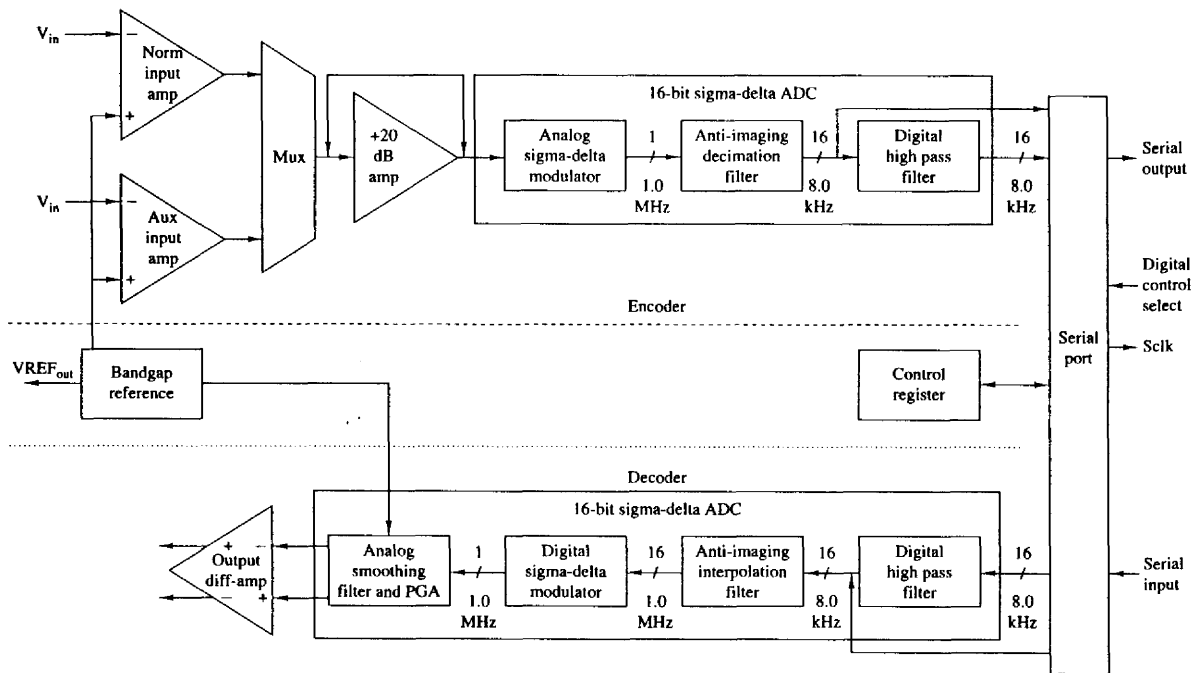 V_in
Norm
input
amp
−
+
V_in
Aux
input
amp
−
+
Mux
+20
dB
amp
16-bit sigma-delta ADC
Analog
sigma-delta
modulator
1
1.0
MHz
Anti-imaging
decimation
filter
16
8.0
kHz
Digital
high pass
filter
16
8.0
kHz
Serial
output
Digital
control
select
Encoder
Serial
port
Sclk
VREF_out
Bandgap
reference
Control
register
Decoder
16-bit sigma-delta ADC
+ −
Output
diff-amp
− +
Analog
smoothing
filter and PGA
1
1.0
MHz
Digital
sigma-delta
modulator
16
1.0
MHz
Anti-imaging
interpolation
filter
16
8.0
kHz
Digital
high pass
filter
16
8.0
kHz
Serial
input